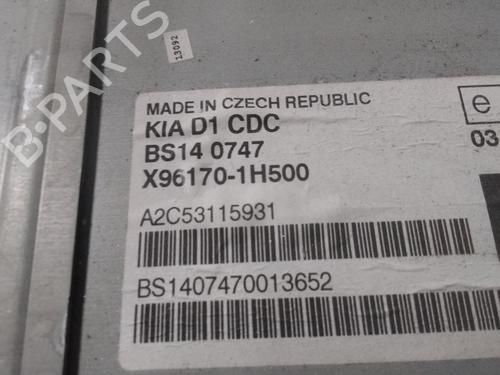 B-PARTS
13092
MADE IN CZECH REPUBLIC
KIA D1 CDC
BS14 0747
X96170-1H500
A2C53115931
BS1407470013652
e
03